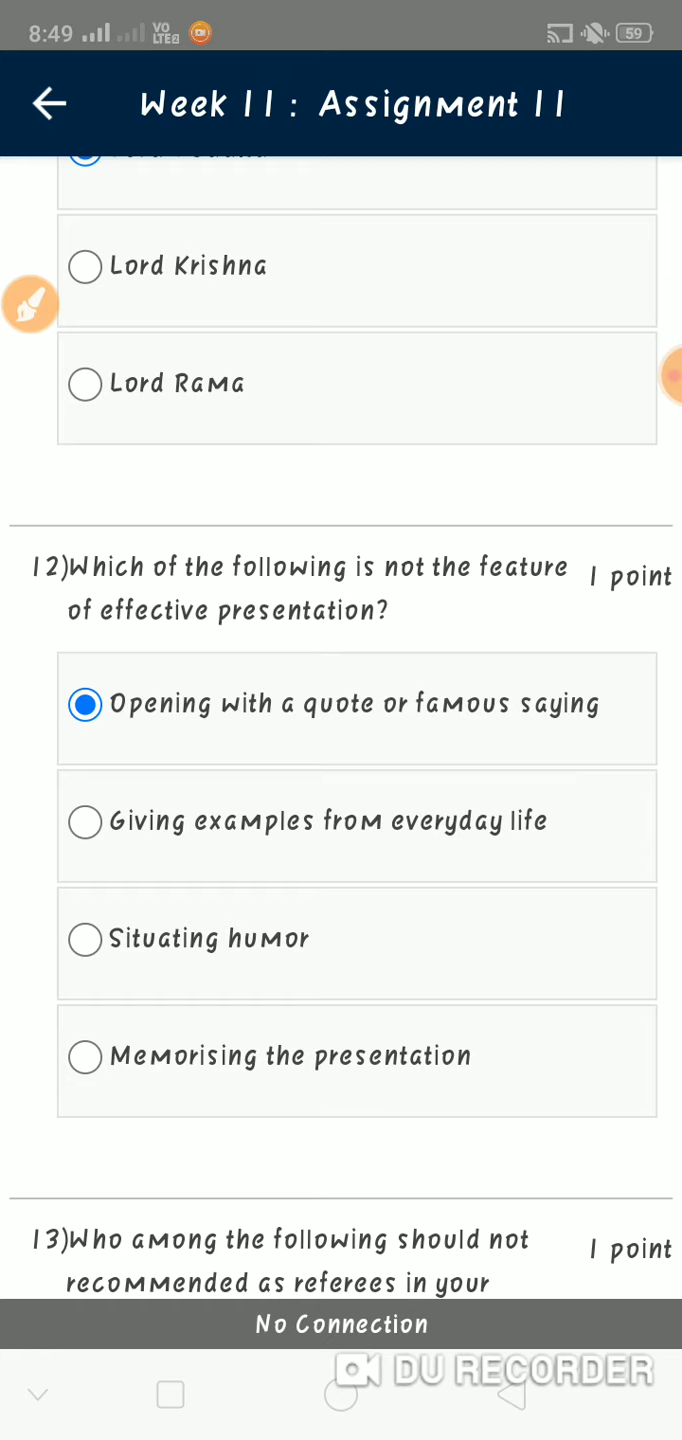 8:49 VO LTE2 59
Week 11 : Assignment 11
Lord Krishna
Lord Rama
12)Which of the following is not the feature 1 point
of effective presentation?
Opening with a quote or famous saying
Giving examples from everyday life
Situating humor
Memorising the presentation
13)Who among the following should not 1 point
recommended as referees in your
No Connection
DU RECORDER